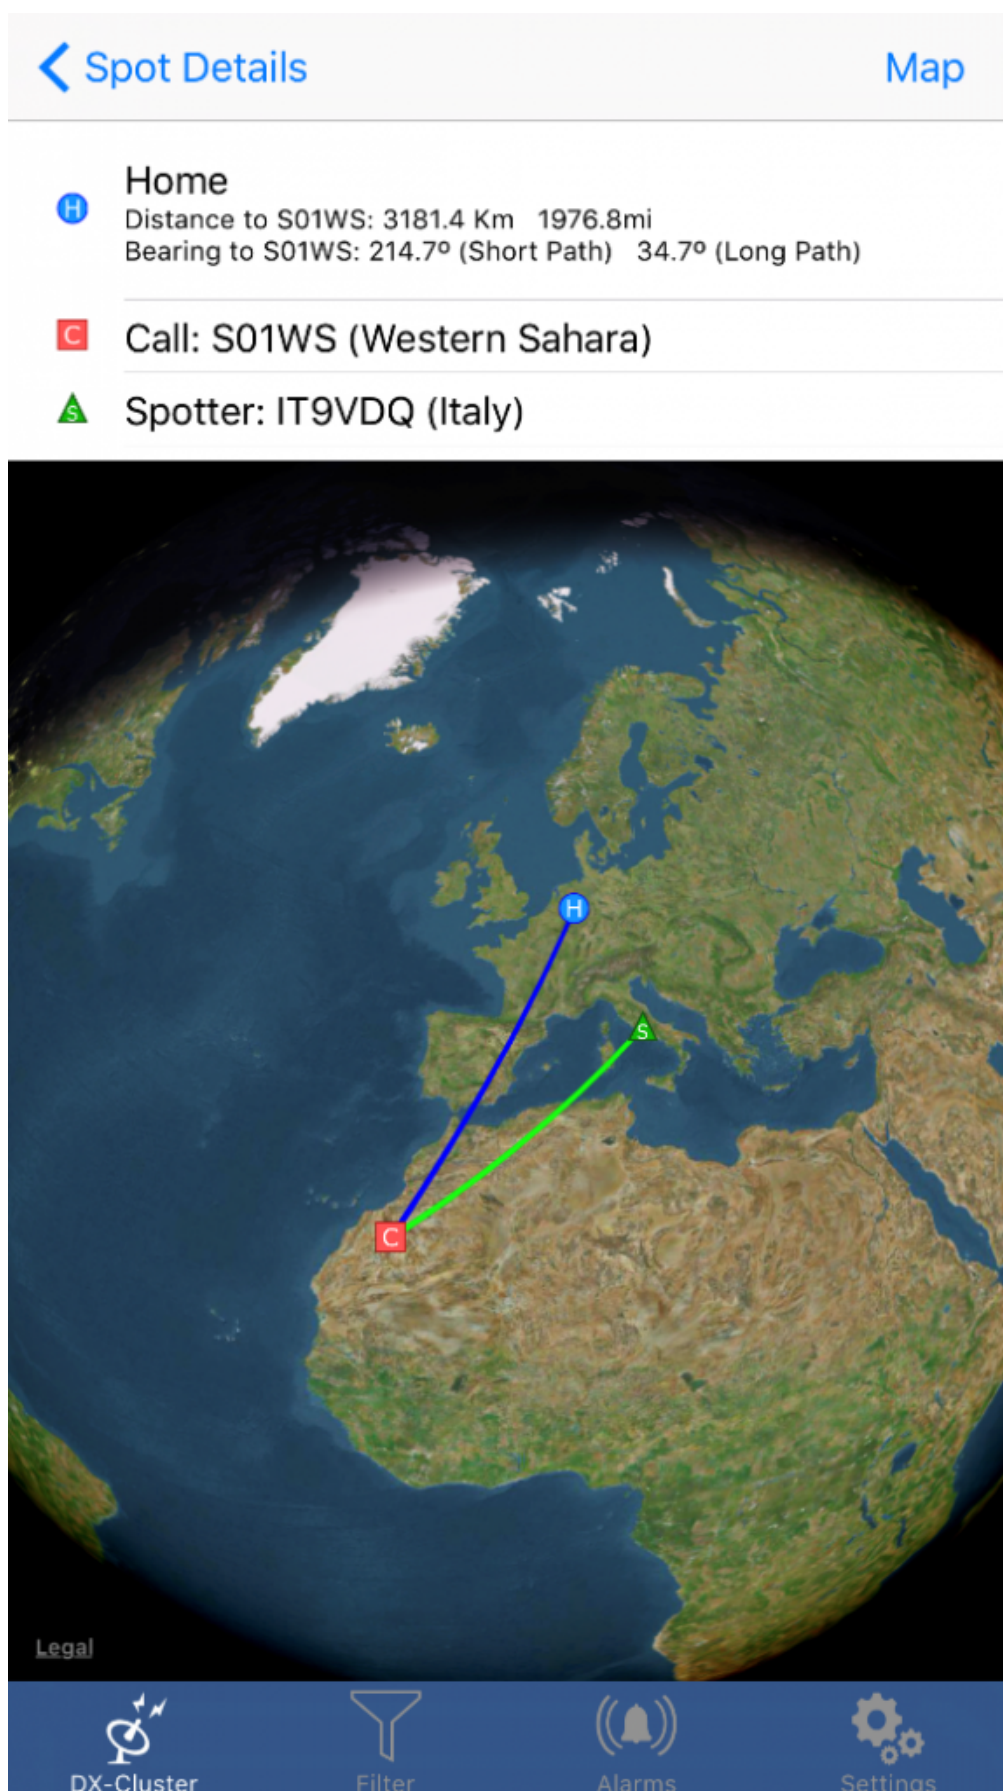 Spot Details
Map
H
Home
Distance to S01WS: 3181.4 Km 1976.8mi
Bearing to S01WS: 214.7º (Short Path) 34.7º (Long Path)
C
Call: S01WS (Western Sahara)
S
Spotter: IT9VDQ (Italy)
H
S
C
Legal
DX-Cluster
Filter
Alarms
Settings